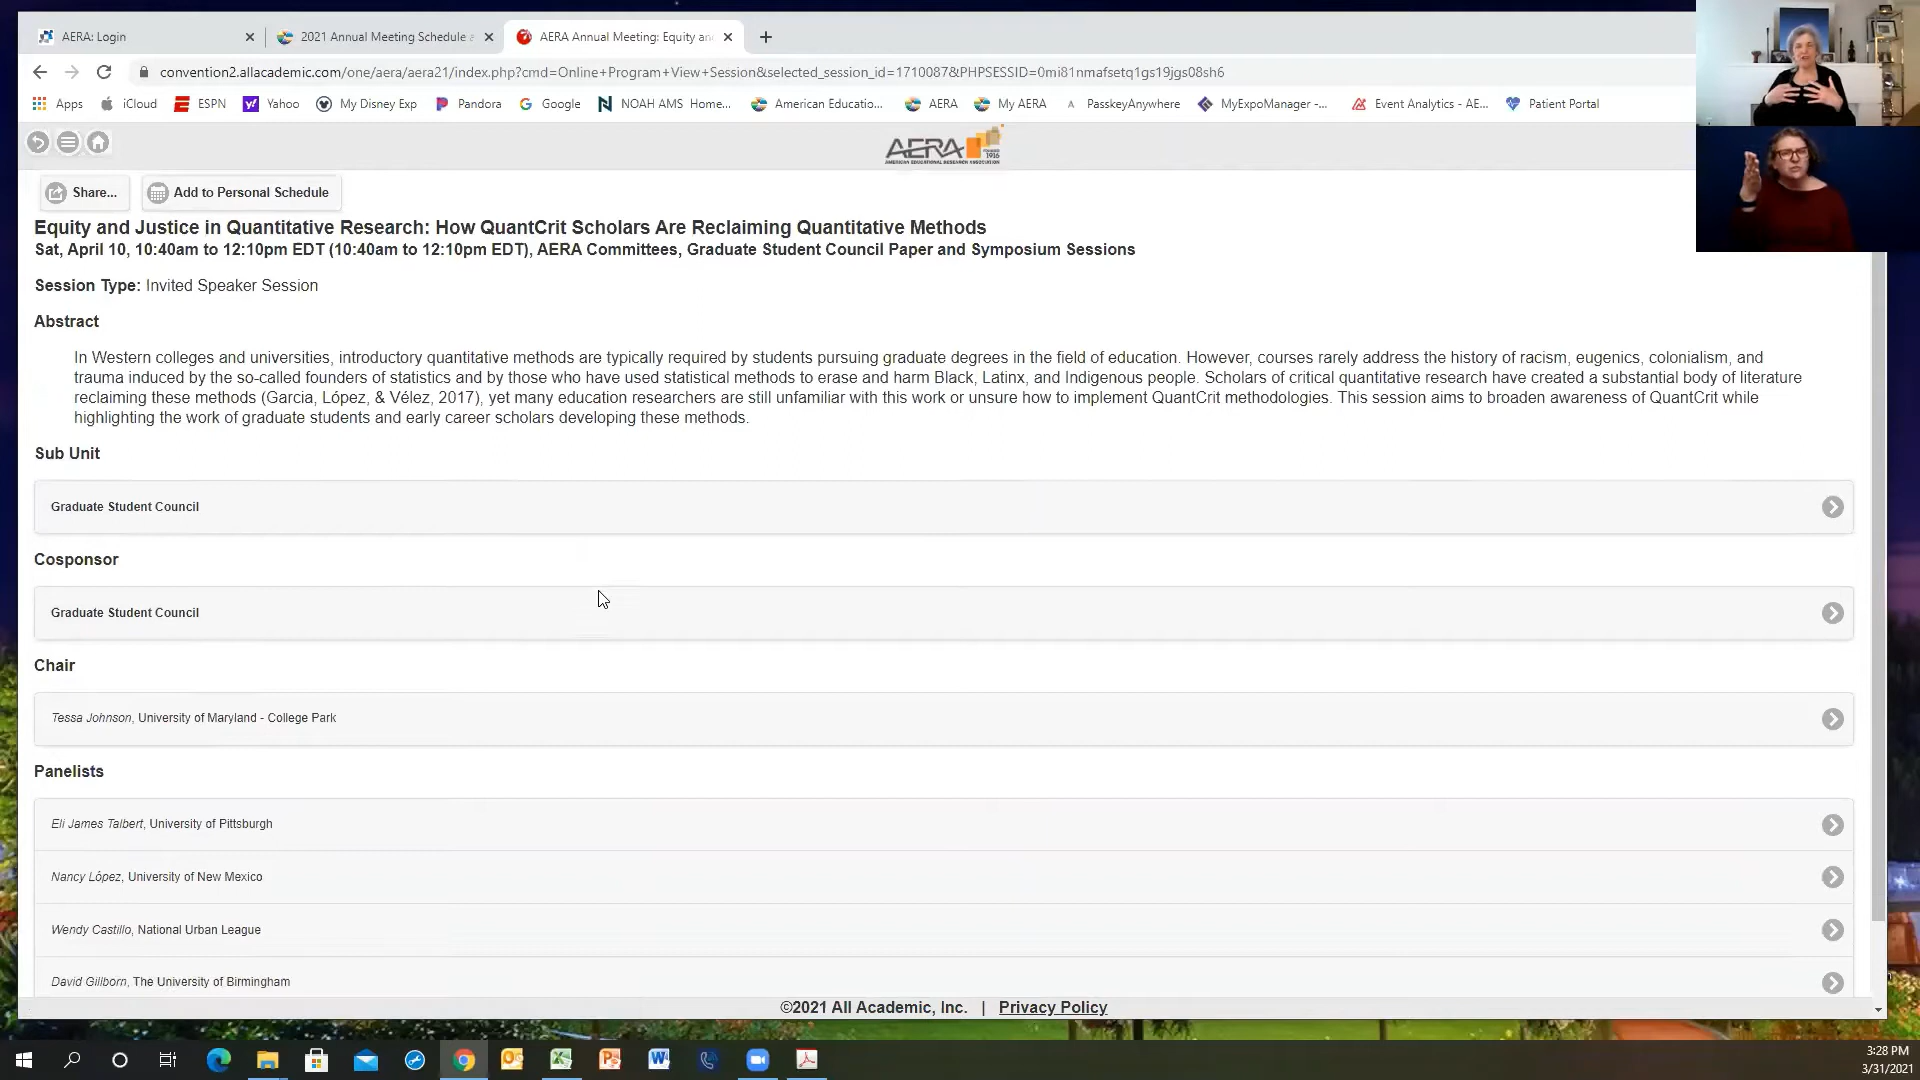 AERA: Login
2021 Annual Meeting Schedule a
AERA Annual Meeting: Equity an
convention2.allacademic.com/one/aera/aera21/index.php?cmd=Online+Program+View+Session&selected_session_id=1710087&PHPSESSID=0mi81nmafsetq1gs19jgs08sh6
Apps iCloud ESPN Yahoo My Disney Exp Pandora Google NOAH AMS Home... American Educatio... AERA My AERA PasskeyAnywhere MyExpoManager -... Event Analytics - AE... Patient Portal
AERA
AMERICAN EDUCATIONAL RESEARCH ASSOCIATION
FOUNDED 1916
Share... Add to Personal Schedule
Equity and Justice in Quantitative Research: How QuantCrit Scholars Are Reclaiming Quantitative Methods
Sat, April 10, 10:40am to 12:10pm EDT (10:40am to 12:10pm EDT), AERA Committees, Graduate Student Council Paper and Symposium Sessions
Session Type: Invited Speaker Session
Abstract
In Western colleges and universities, introductory quantitative methods are typically required by students pursuing graduate degrees in the field of education. However, courses rarely address the history of racism, eugenics, colonialism, and
trauma induced by the so-called founders of statistics and by those who have used statistical methods to erase and harm Black, Latinx, and Indigenous people. Scholars of critical quantitative research have created a substantial body of literature
reclaiming these methods (Garcia, López, & Vélez, 2017), yet many education researchers are still unfamiliar with this work or unsure how to implement QuantCrit methodologies. This session aims to broaden awareness of QuantCrit while
highlighting the work of graduate students and early career scholars developing these methods.
Sub Unit
Graduate Student Council
Cosponsor
Graduate Student Council
Chair
Tessa Johnson, University of Maryland - College Park
Panelists
Eli James Talbert, University of Pittsburgh
Nancy López, University of New Mexico
Wendy Castillo, National Urban League
David Gillborn, The University of Birmingham
©2021 All Academic, Inc. | Privacy Policy
3:28 PM
3/31/2021